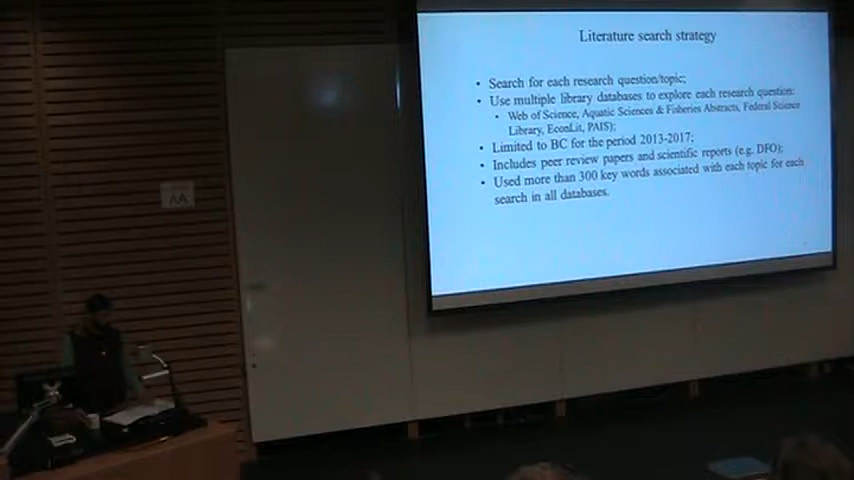 Literature search strategy
• Search for each research question/topic;
• Use multiple library databases to explore each research question:
• Web of Science, Aquatic Sciences & Fisheries Abstracts, Federal Science
Library, EconLit, PAIS);
• Limited to BC for the period 2013-2017;
• Includes peer review papers and scientific reports (e.g. DFO);
• Used more than 300 key words associated with each topic for each
search in all databases.